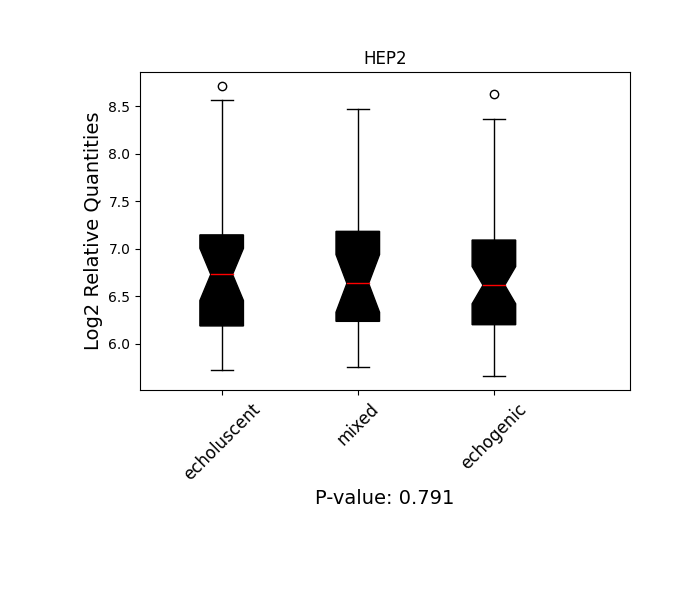 HEP2
Log2 Relative Quantities
8.5
8.0
7.5
7.0
6.5
6.0
echoluscent
mixed
echogenic
P-value: 0.791